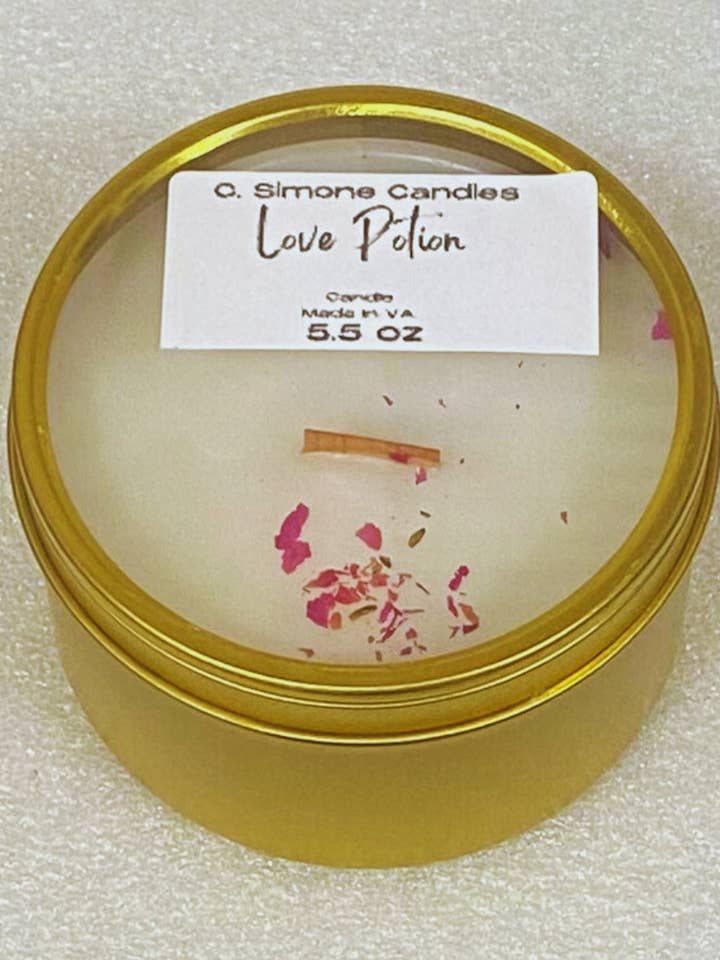 C. Simone Candles
Love Potion
Candle
Made in VA
5.5 oz